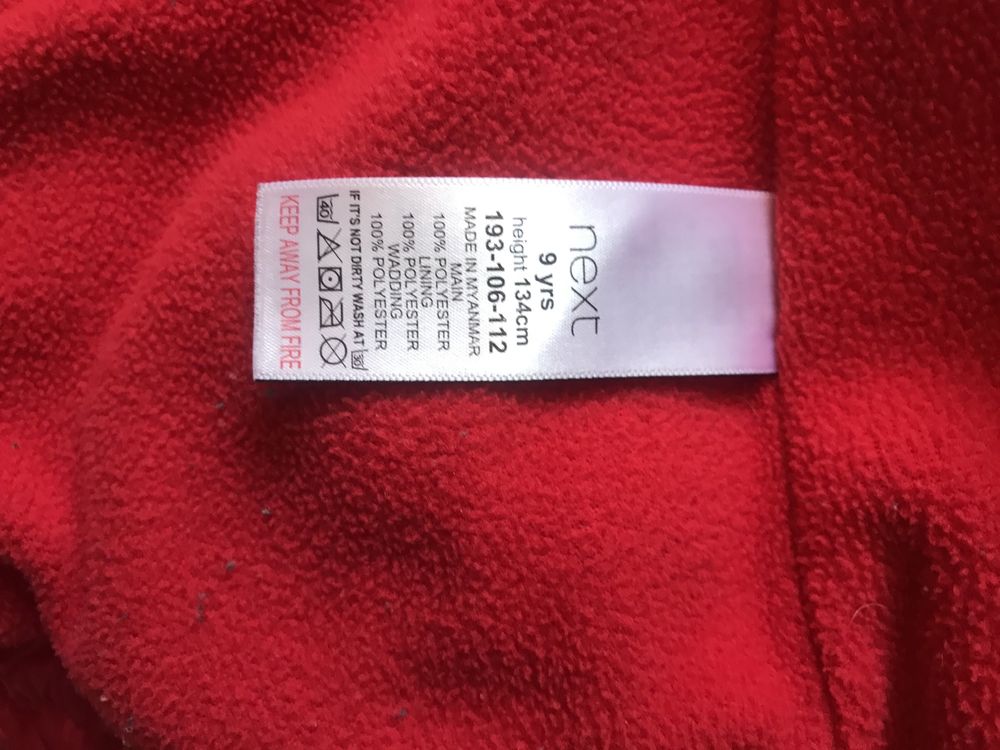 next
9 yrs
height 134cm
193-106-112
MADE IN MYANMAR
MAIN
100% POLYESTER
LINING
100% POLYESTER
WADDING
100% POLYESTER
IF IT'S NOT DIRTY WASH AT 30
40
KEEP AWAY FROM FIRE